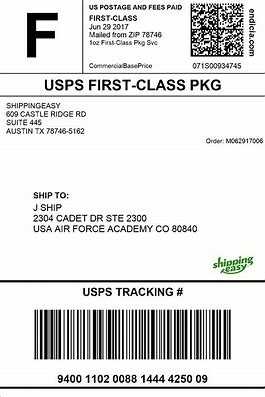 F
US POSTAGE AND FEES PAID
FIRST-CLASS
Jun 29 2017
Mailed from ZIP 78746
1oz First-Class Pkg Svc
CommercialBasePrice
071S00934745
endicia.com
USPS FIRST-CLASS PKG
SHIPPINGEASY
609 CASTLE RIDGE RD
SUITE 445
AUSTIN TX 78746-5162
Order: M062917006
SHIP TO:
J SHIP
2304 CADET DR STE 2300
USA AIR FORCE ACADEMY CO 80840
shipping easy
USPS TRACKING #
9400 1102 0088 1444 4250 09